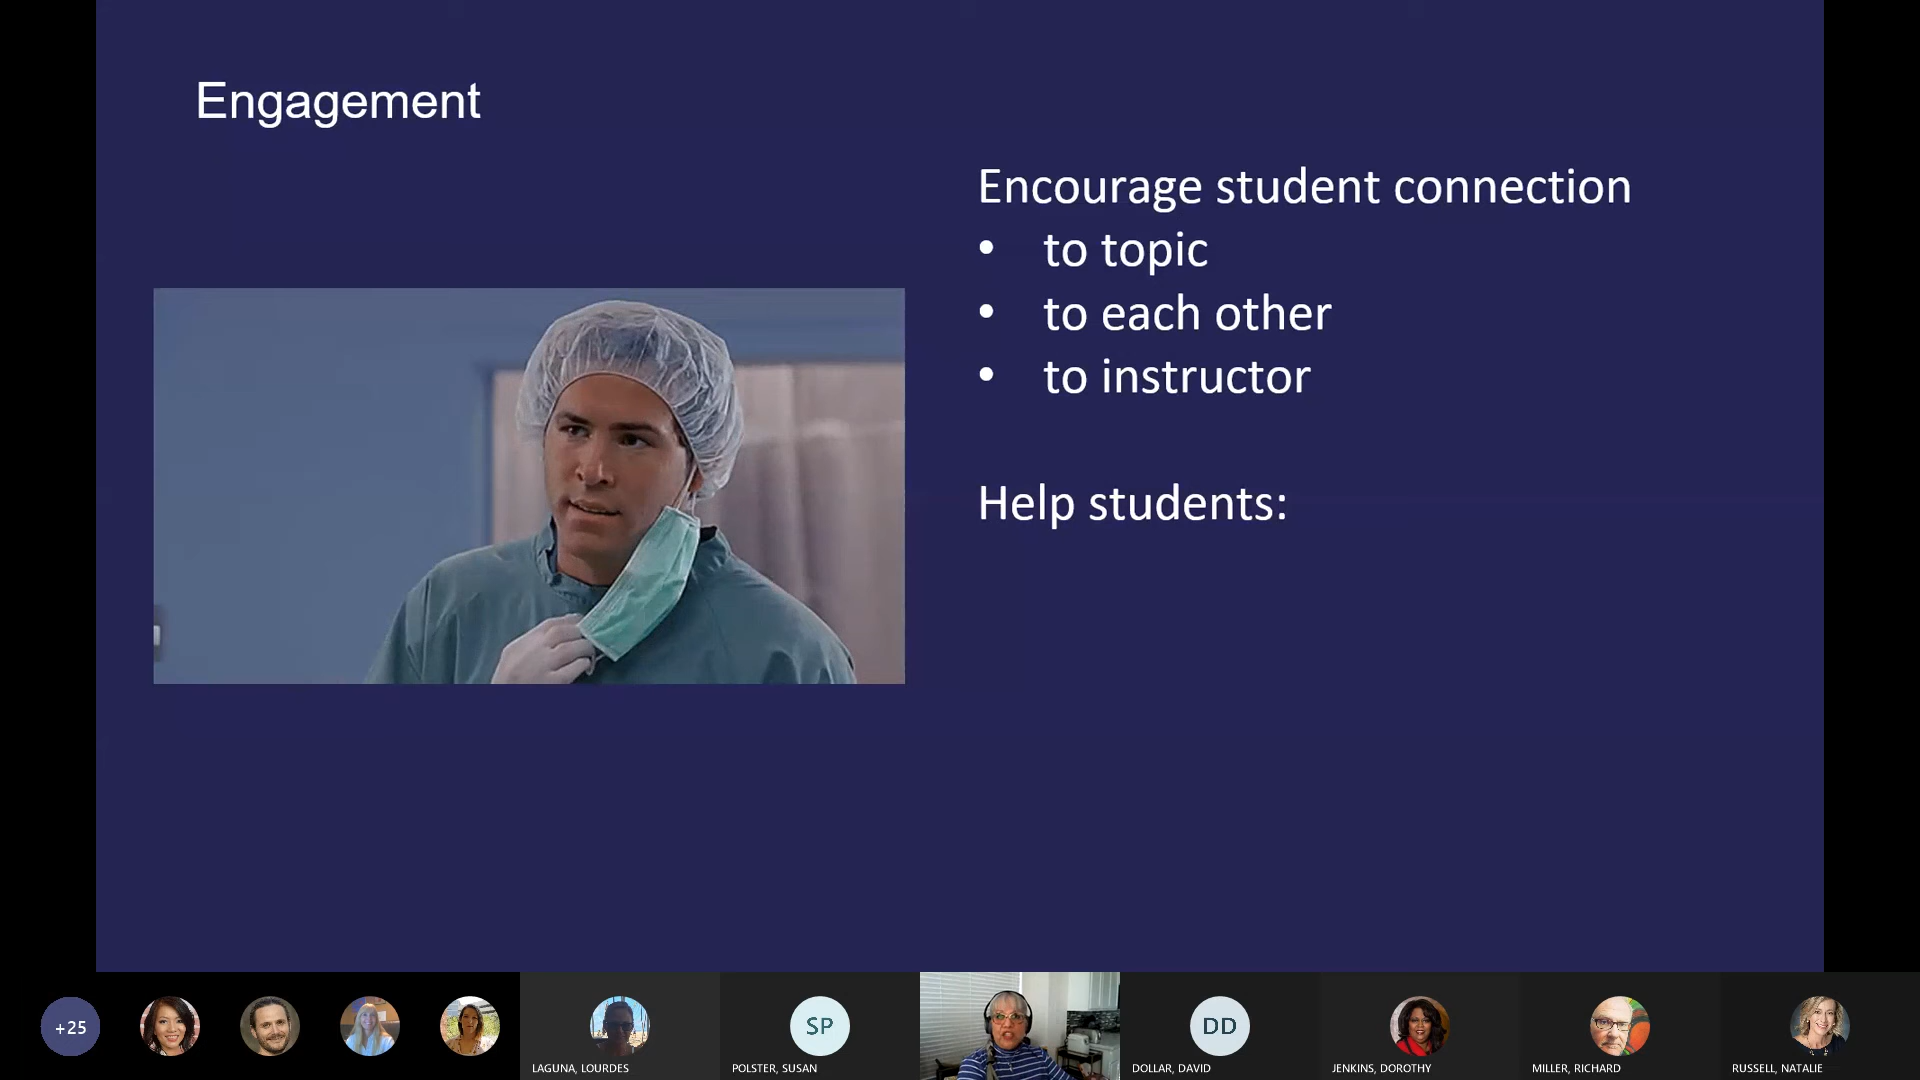 Engagement
Encourage student connection
• to topic
• to each other
• to instructor
Help students:
+25
LAGUNA, LOURDES
SP
POLSTER, SUSAN
DD
DOLLAR, DAVID
JENKINS, DOROTHY
MILLER, RICHARD
RUSSELL, NATALIE